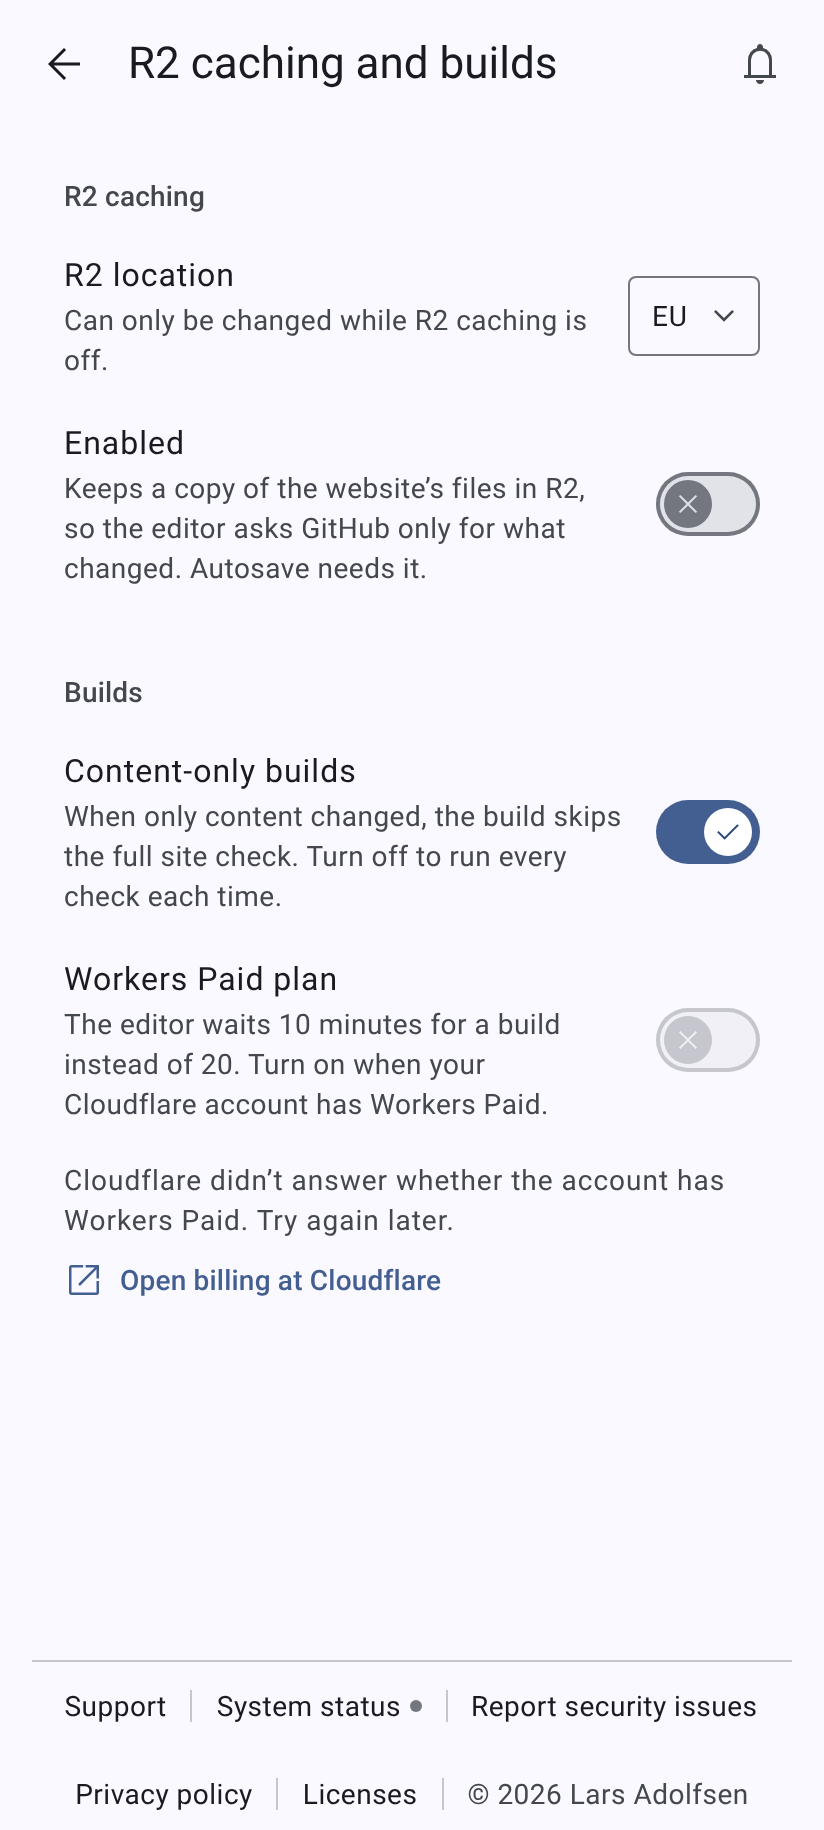 R2 caching and builds
R2 caching
R2 location
Can only be changed while R2 caching is
off.
EU
Enabled
Keeps a copy of the website’s files in R2,
so the editor asks GitHub only for what
changed. Autosave needs it.
Builds
Content-only builds
When only content changed, the build skips
the full site check. Turn off to run every
check each time.
Workers Paid plan
The editor waits 10 minutes for a build
instead of 20. Turn on when your
Cloudflare account has Workers Paid.
Cloudflare didn’t answer whether the account has
Workers Paid. Try again later.
Open billing at Cloudflare
Support
System status
Report security issues
Privacy policy
Licenses
© 2026 Lars Adolfsen